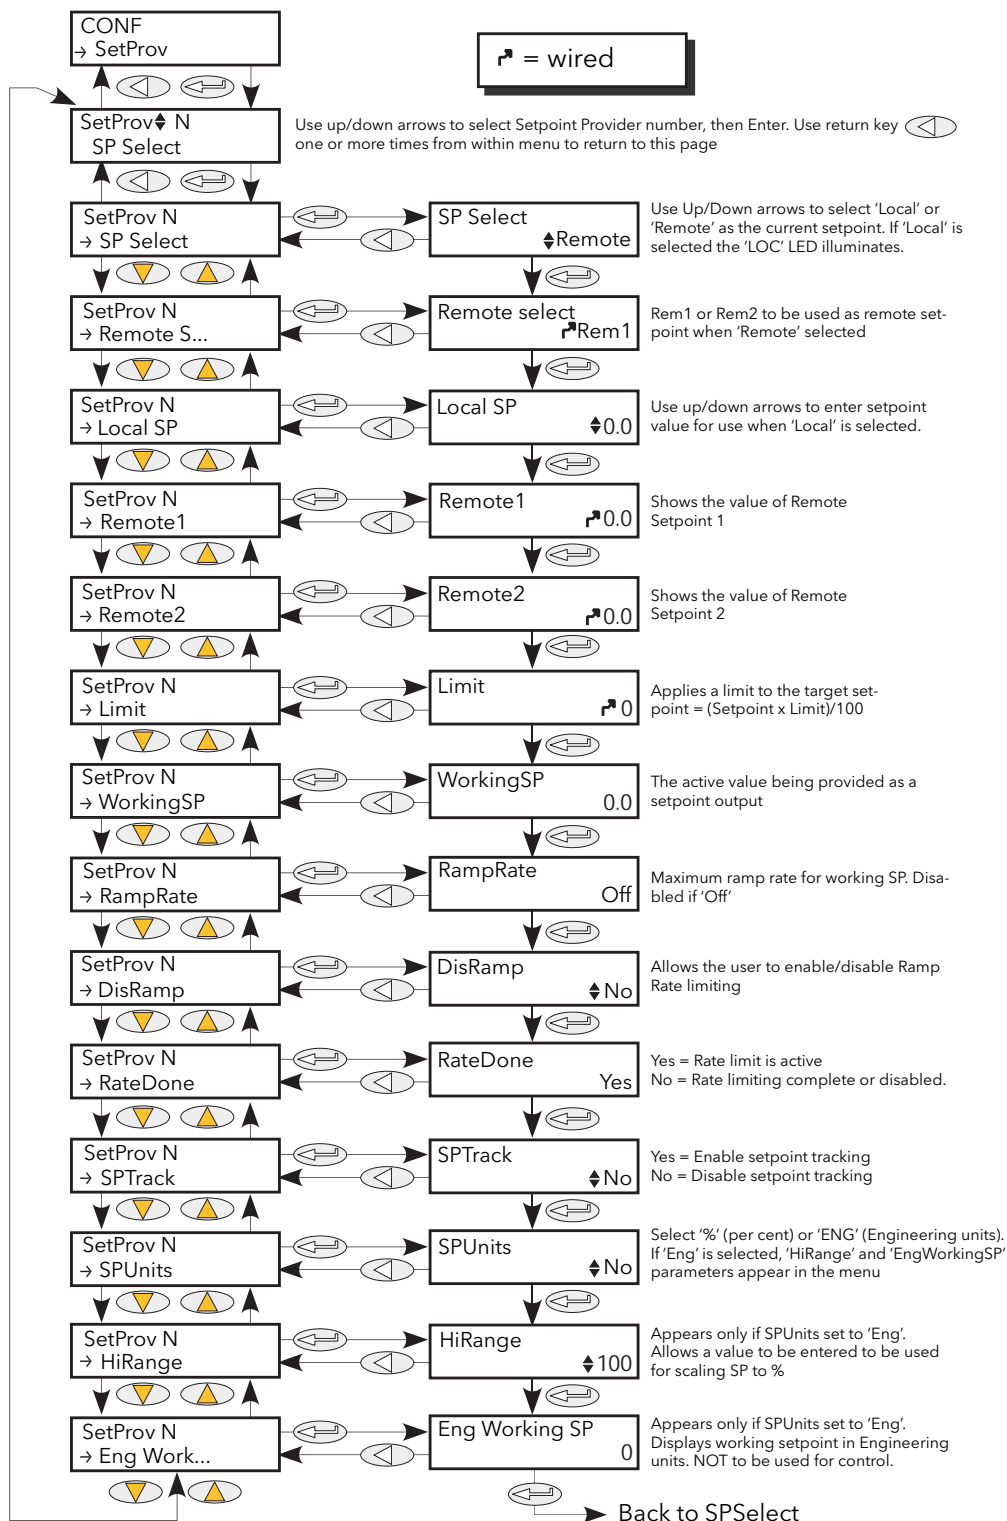 CONF
→ SetProv
= wired
SetProv N
SP Select
Use up/down arrows to select Setpoint Provider number, then Enter. Use return key
one or more times from within menu to return to this page
SetProv N
→ SP Select
SP Select
Remote
Use Up/Down arrows to select 'Local' or
'Remote' as the current setpoint. If 'Local' is
selected the 'LOC' LED illuminates.
SetProv N
→ Remote S...
Remote select
Rem1
Rem1 or Rem2 to be used as remote set-
point when 'Remote' selected
SetProv N
→ Local SP
Local SP
0.0
Use up/down arrows to enter setpoint
value for use when 'Local' is selected.
SetProv N
→ Remote1
Remote1
0.0
Shows the value of Remote
Setpoint 1
SetProv N
→ Remote2
Remote2
0.0
Shows the value of Remote
Setpoint 2
SetProv N
→ Limit
Limit
0
Applies a limit to the target set-
point = (Setpoint x Limit)/100
SetProv N
→ WorkingSP
WorkingSP
0.0
The active value being provided as a
setpoint output
SetProv N
→ RampRate
RampRate
Off
Maximum ramp rate for working SP. Disa-
bled if 'Off'
SetProv N
→ DisRamp
DisRamp
No
Allows the user to enable/disable Ramp
Rate limiting
SetProv N
→ RateDone
RateDone
Yes
Yes = Rate limit is active
No = Rate limiting complete or disabled.
SetProv N
→ SPTrack
SPTrack
No
Yes = Enable setpoint tracking
No = Disable setpoint tracking
SetProv N
→ SPUnits
SPUnits
No
Select '%' (per cent) or 'ENG' (Engineering units).
If 'Eng' is selected, 'HiRange' and 'EngWorkingSP'
parameters appear in the menu
SetProv N
→ HiRange
HiRange
100
Appears only if SPUnits set to 'Eng'.
Allows a value to be entered to be used
for scaling SP to %
SetProv N
→ Eng Work...
Eng Working SP
0
Appears only if SPUnits set to 'Eng'.
Displays working setpoint in Engineering
units. NOT to be used for control.
Back to SPSelect